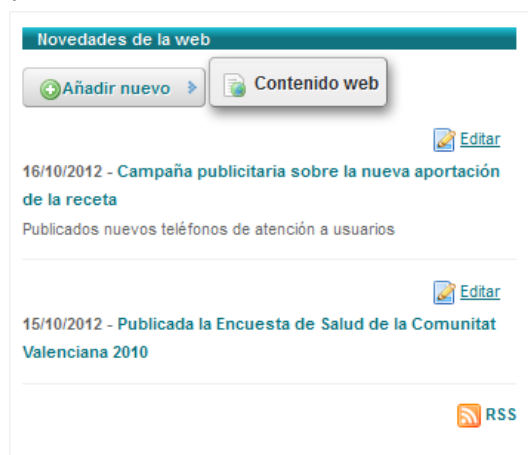 Novedades de la web
Añadir nuevo Contenido web
Editar
16/10/2012 - Campaña publicitaria sobre la nueva aportación
de la receta
Publicados nuevos teléfonos de atención a usuarios
Editar
15/10/2012 - Publicada la Encuesta de Salud de la Comunitat
Valenciana 2010
RSS